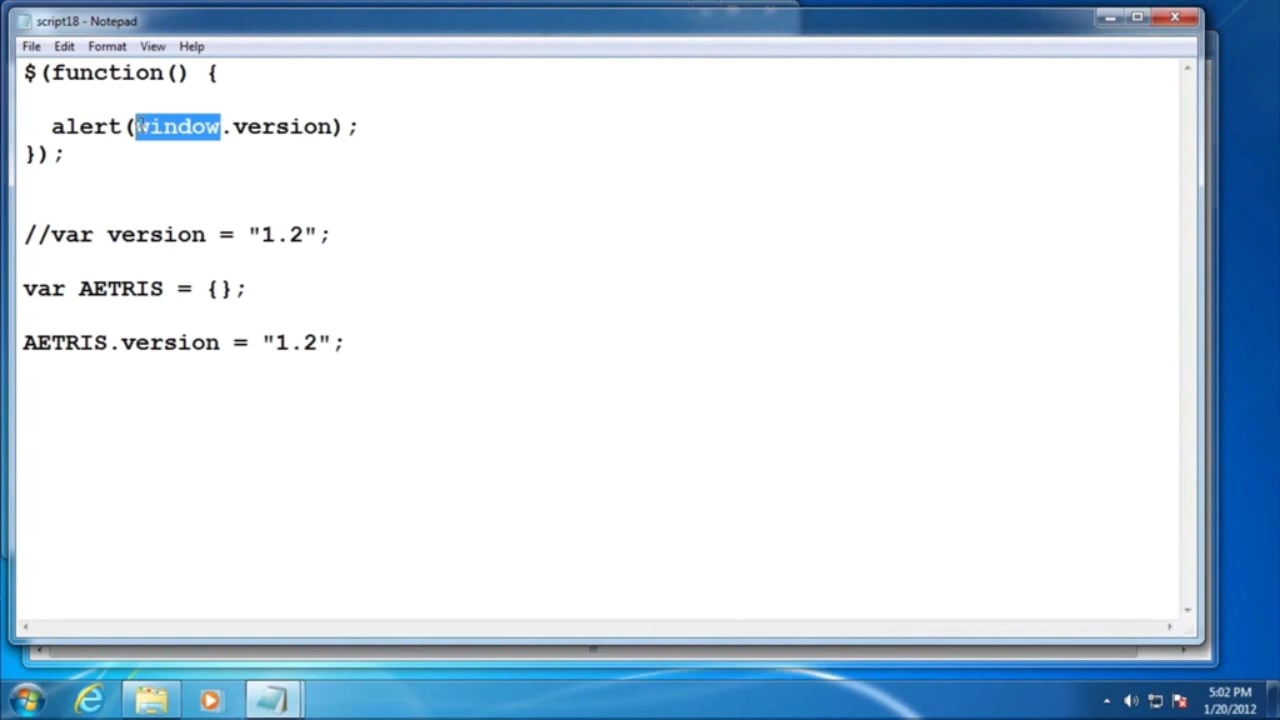 script18 - Notepad
File Edit Format View Help
$(function() {
alert(window.version);
});
//var version = "1.2";
var AETRIS = {};
AETRIS.version = "1.2";
5:02 PM
1/20/2012